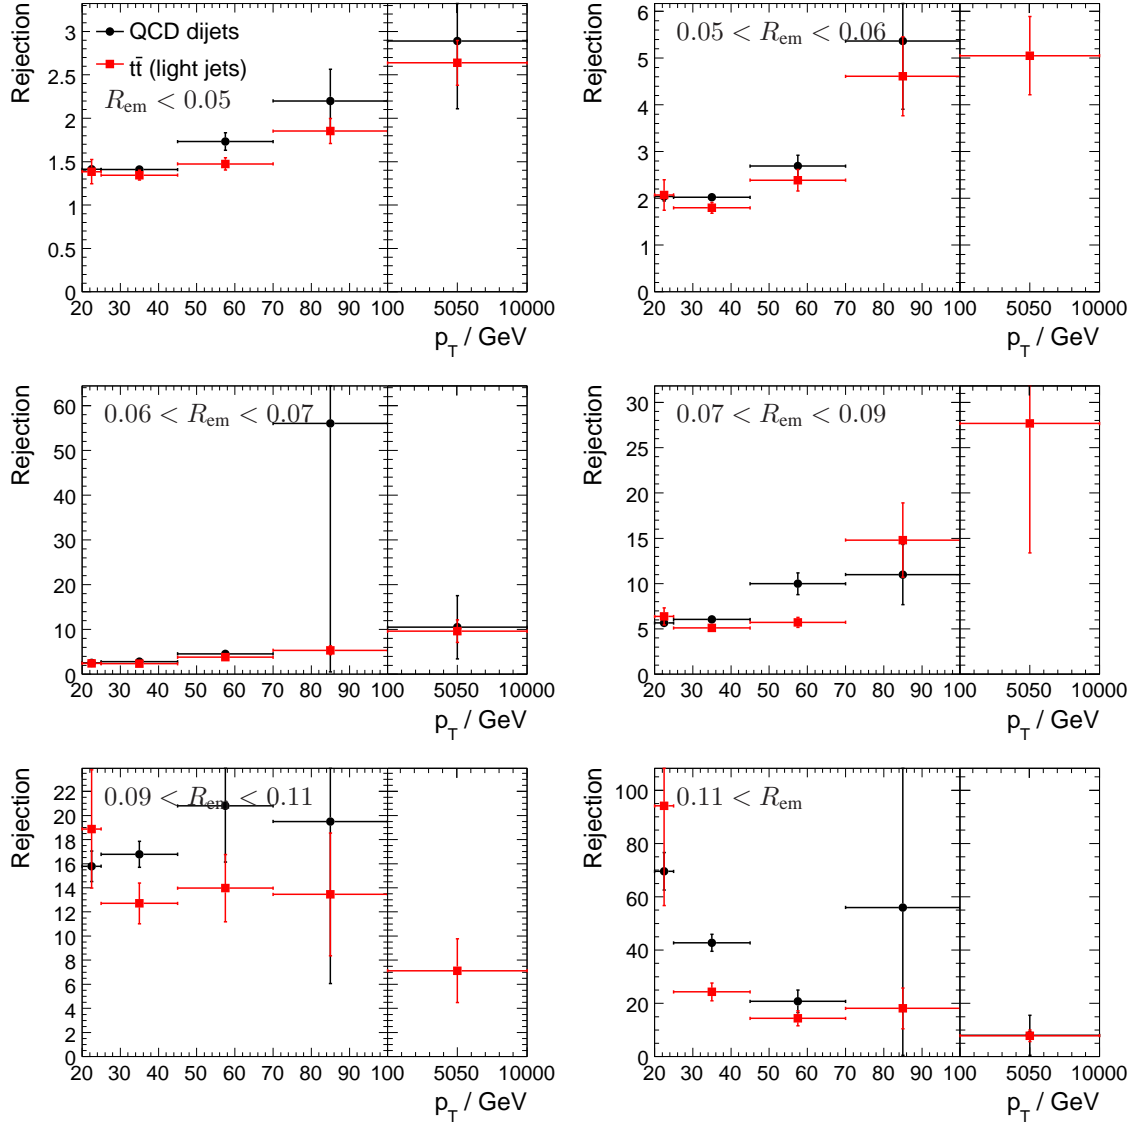 Rejection
3
2.5
2
1.5
1
0.5
0
QCD dijets
tt̄ (light jets)
R_em < 0.05
20 30 40 50 60 70 80 90 100 5050 10000
p_T / GeV
Rejection
6
5
4
3
2
1
0
0.05 < R_em < 0.06
20 30 40 50 60 70 80 90 100 5050 10000
p_T / GeV
Rejection
60
50
40
30
20
10
0
0.06 < R_em < 0.07
20 30 40 50 60 70 80 90 100 5050 10000
p_T / GeV
Rejection
30
25
20
15
10
5
0
0.07 < R_em < 0.09
20 30 40 50 60 70 80 90 100 5050 10000
p_T / GeV
Rejection
22
20
18
16
14
12
10
8
6
4
2
0
0.09 < R_em < 0.11
20 30 40 50 60 70 80 90 100 5050 10000
p_T / GeV
Rejection
100
80
60
40
20
0
0.11 < R_em
20 30 40 50 60 70 80 90 100 5050 10000
p_T / GeV